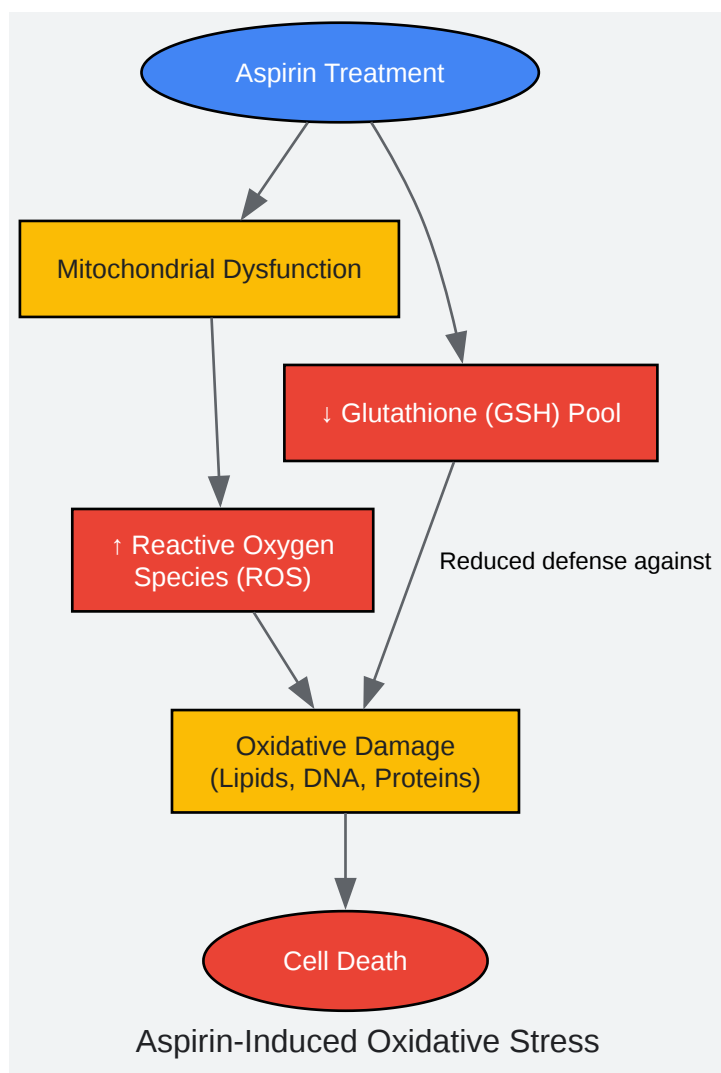 Aspirin Treatment
Mitochondrial Dysfunction
↓ Glutathione (GSH) Pool
↑ Reactive Oxygen
Species (ROS)
Reduced defense against
Oxidative Damage
(Lipids, DNA, Proteins)
Cell Death
Aspirin-Induced Oxidative Stress